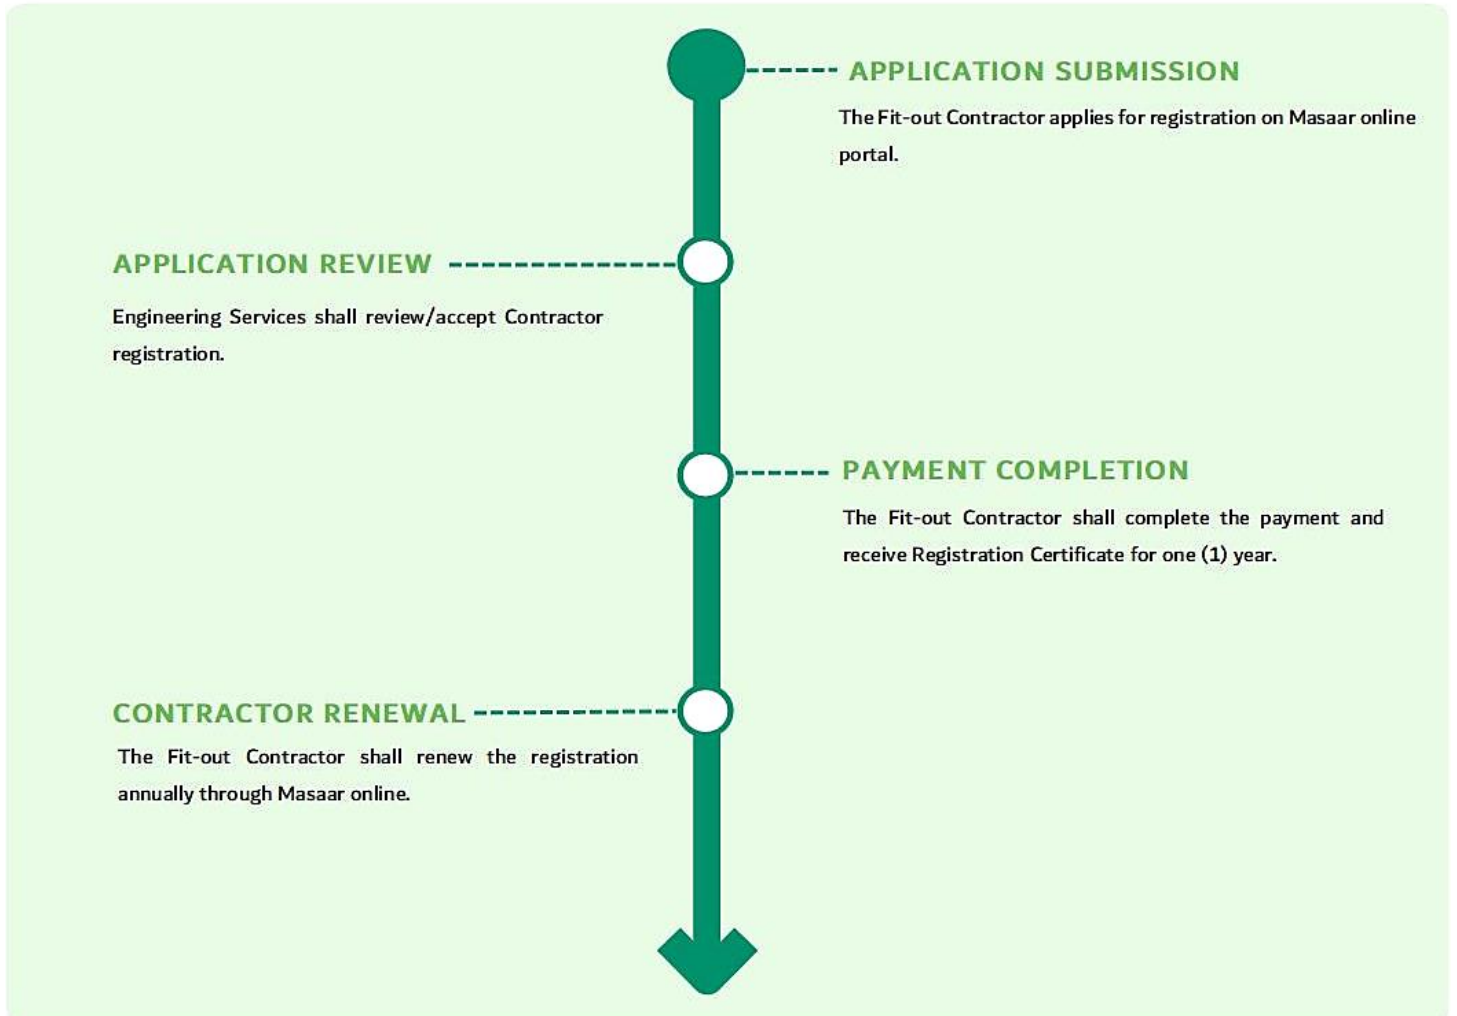 APPLICATION SUBMISSION
The Fit-out Contractor applies for registration on Masaar online
portal.
APPLICATION REVIEW
Engineering Services shall review/accept Contractor
registration.
PAYMENT COMPLETION
The Fit-out Contractor shall complete the payment and
receive Registration Certificate for one (1) year.
CONTRACTOR RENEWAL
The Fit-out Contractor shall renew the registration
annually through Masaar online.